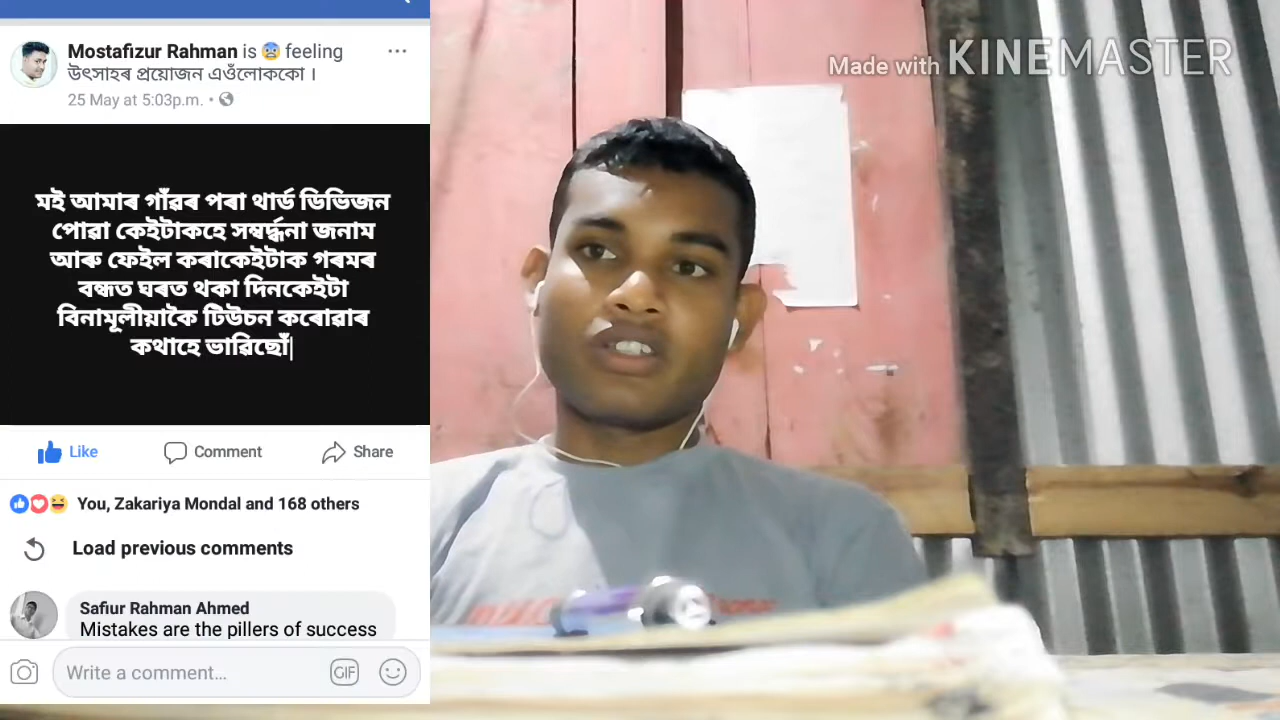 Mostafizur Rahman is 😰 feeling
উৎসাহৰ প্ৰয়োজন এওঁলোককো ।
25 May at 5:03p.m.
মই আমাৰ গাঁৱৰ পৰা থাৰ্ড ডিভিজন
পোৱা কেইটাকহে সম্বৰ্দ্ধনা জনাম
আৰু ফেইল কৰাকেইটাক গৰমৰ
বন্ধত ঘৰত থকা দিনকেইটা
বিনামূলীয়াকৈ টিউচন কৰোৱাৰ
কথাহে ভাৱিছোঁ
Like Comment Share
You, Zakariya Mondal and 168 others
Load previous comments
Safiur Rahman Ahmed
Mistakes are the pillers of success
Write a comment... GIF
Made with KINEMASTER